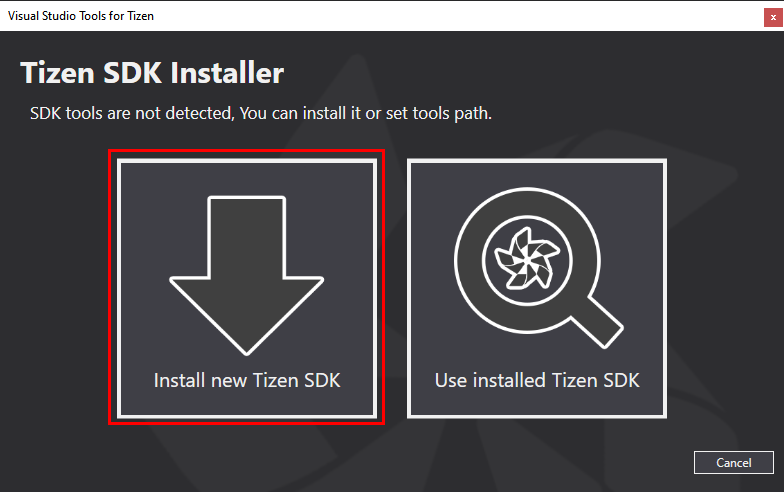 Visual Studio Tools for Tizen
x
Tizen SDK Installer
SDK tools are not detected, You can install it or set tools path.
Install new Tizen SDK
Use installed Tizen SDK
Cancel